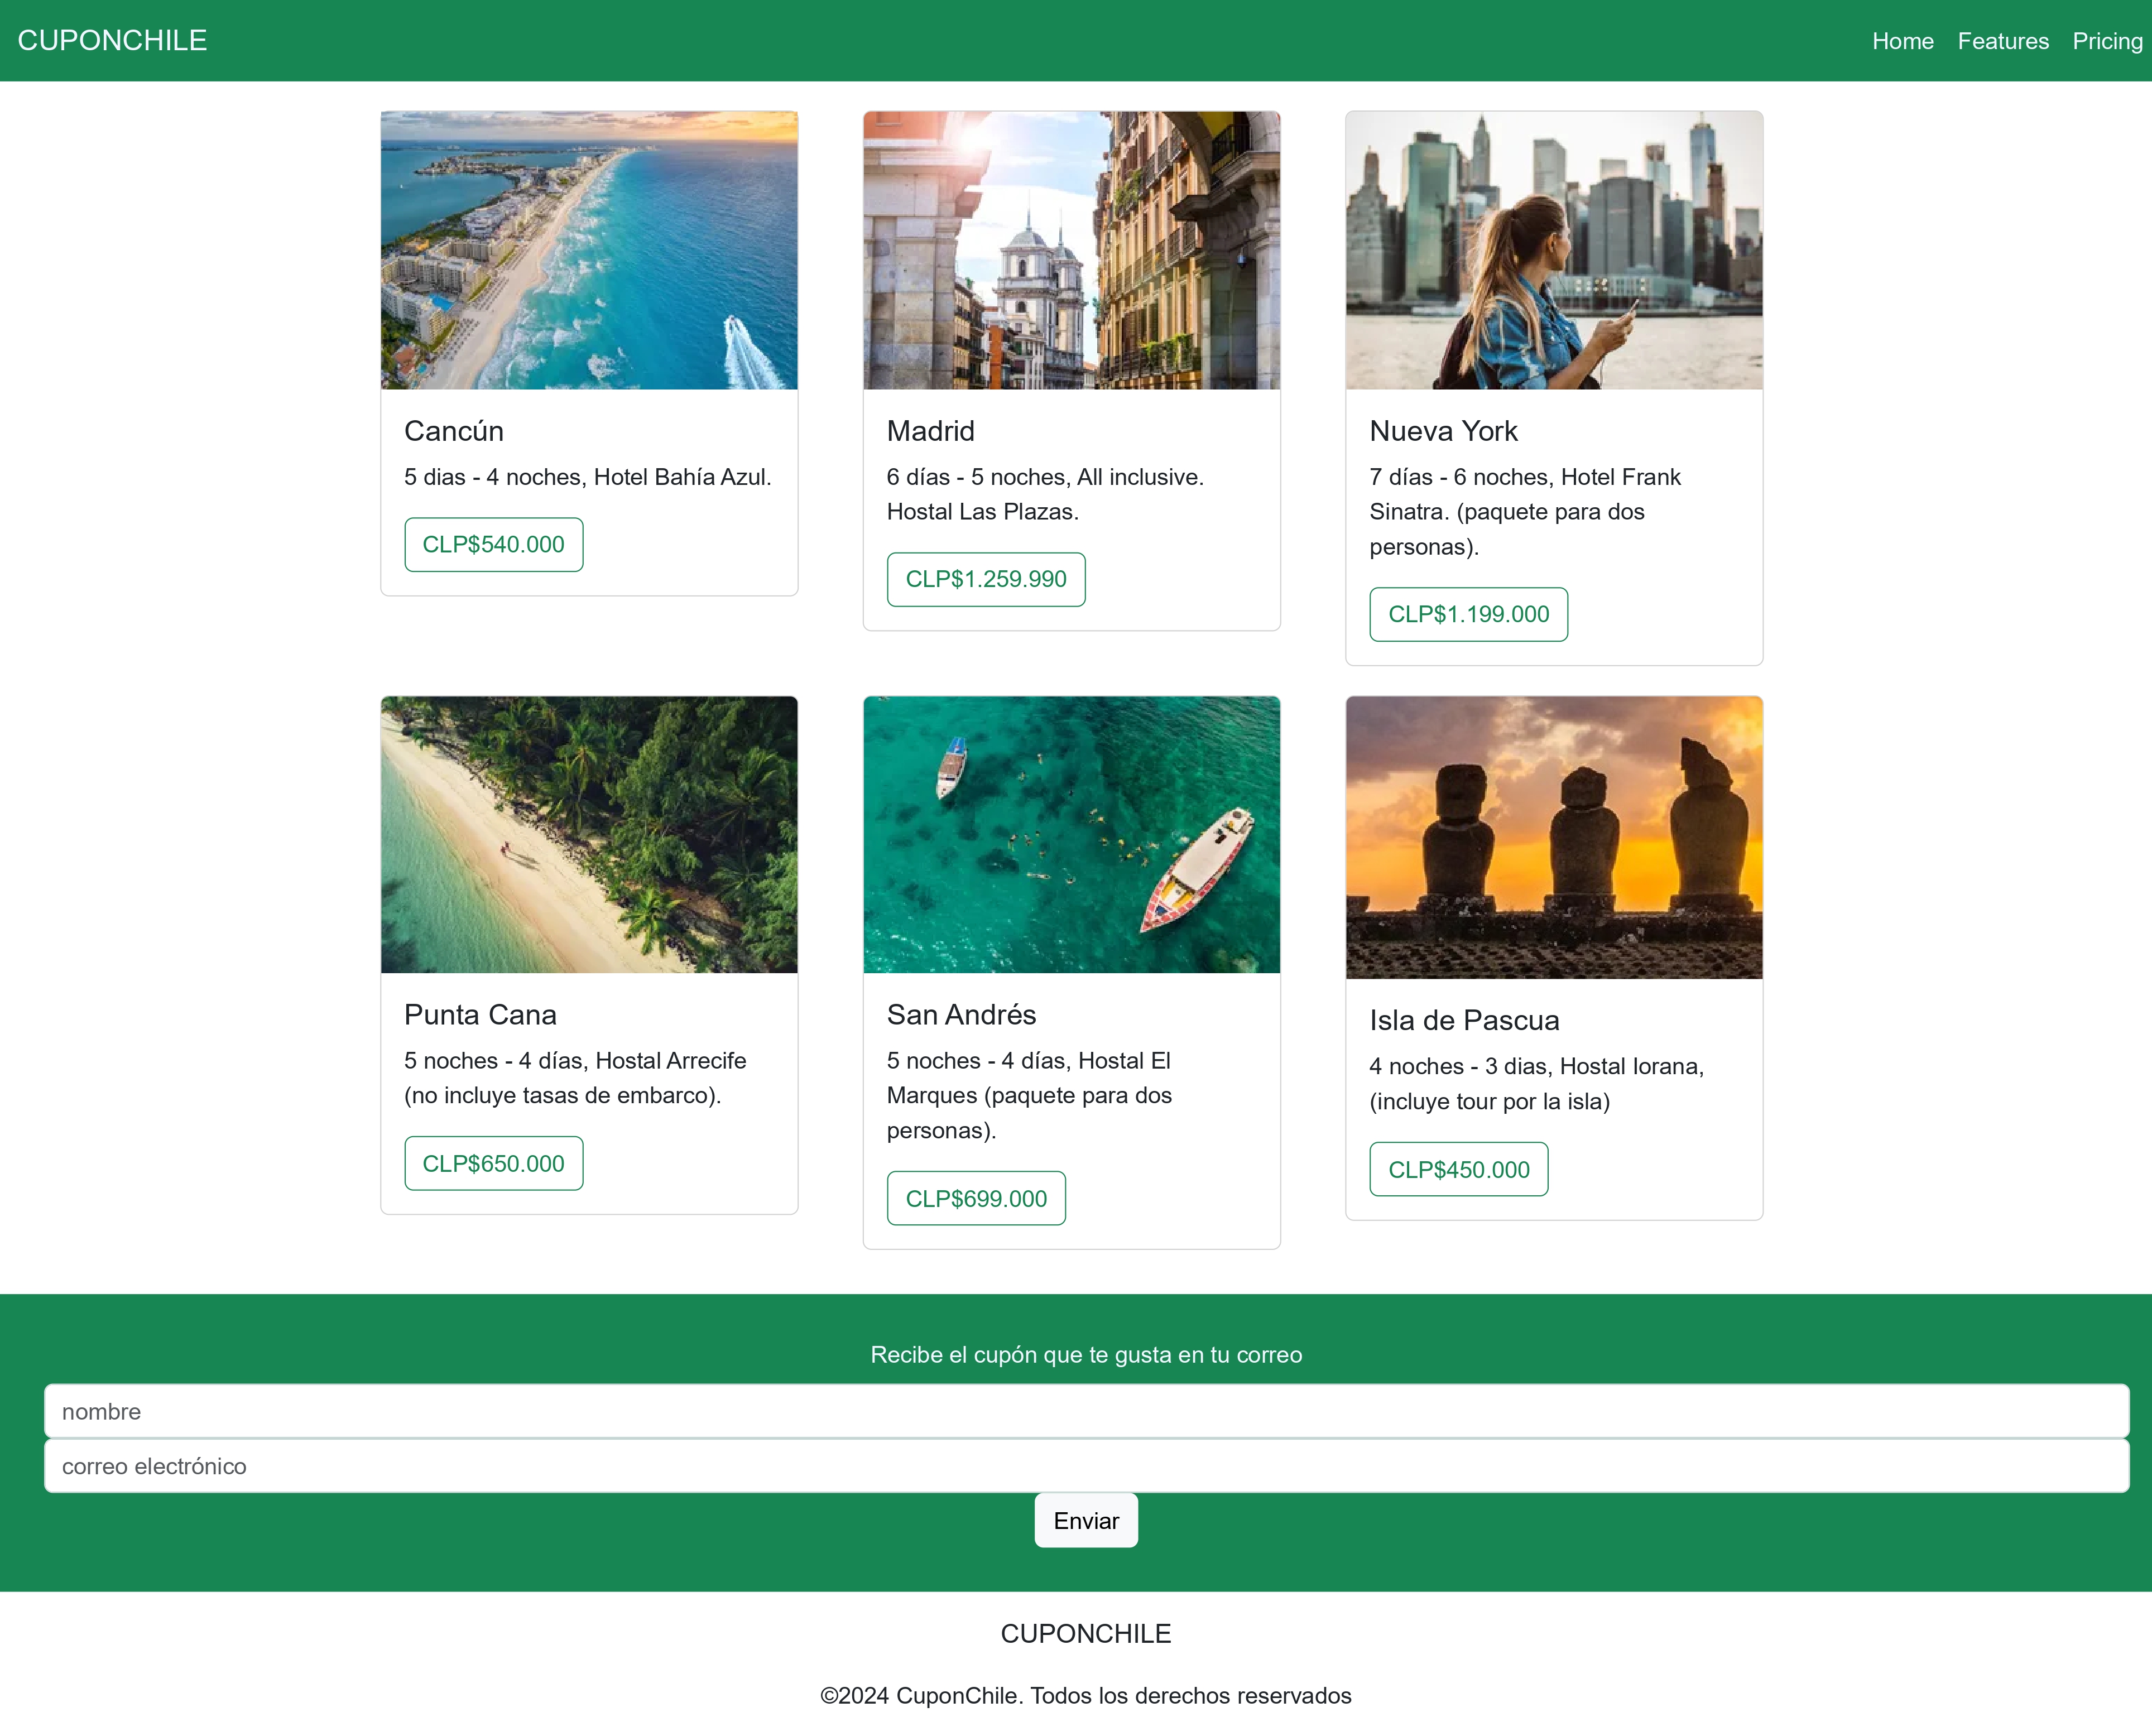 CUPONCHILE
Home Features Pricing
Cancún
5 dias - 4 noches, Hotel Bahía Azul.
CLP$540.000
Madrid
6 días - 5 noches, All inclusive.
Hostal Las Plazas.
CLP$1.259.990
Nueva York
7 días - 6 noches, Hotel Frank
Sinatra. (paquete para dos
personas).
CLP$1.199.000
Punta Cana
5 noches - 4 días, Hostal Arrecife
(no incluye tasas de embarco).
CLP$650.000
San Andrés
5 noches - 4 días, Hostal El
Marques (paquete para dos
personas).
CLP$699.000
Isla de Pascua
4 noches - 3 dias, Hostal Iorana,
(incluye tour por la isla)
CLP$450.000
Recibe el cupón que te gusta en tu correo
nombre
correo electrónico
Enviar
CUPONCHILE
©2024 CuponChile. Todos los derechos reservados